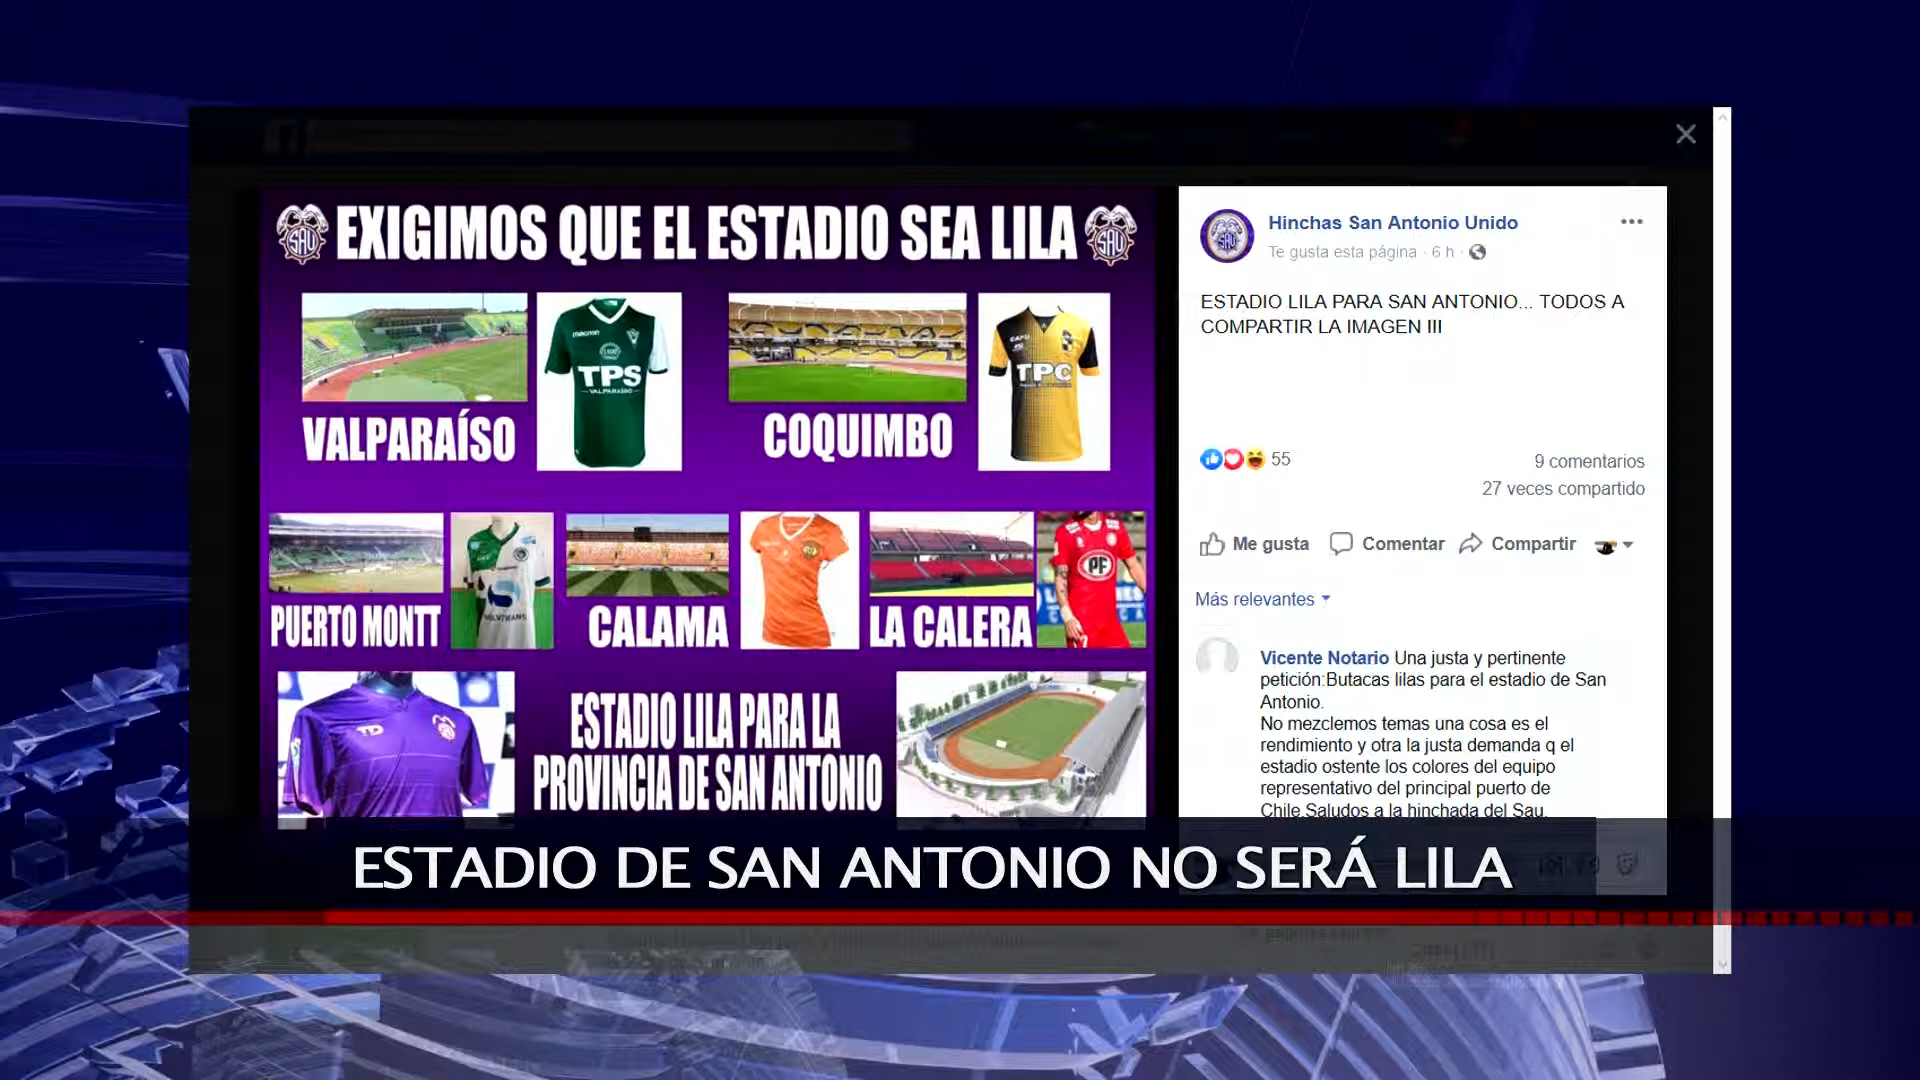 EXIGIMOS QUE EL ESTADIO SEA LILA
SAU
SAU
TPS
VALPARAÍSO
TPC
VALPARAÍSO
COQUIMBO
PF
PUERTO MONTT
CALAMA
LA CALERA
TD
ESTADIO LILA PARA LA
PROVINCIA DE SAN ANTONIO
Hinchas San Antonio Unido
Te gusta esta página · 6 h ·
ESTADIO LILA PARA SAN ANTONIO... TODOS A
COMPARTIR LA IMAGEN III
55
9 comentarios
27 veces compartido
Me gusta
Comentar
Compartir
Más relevantes
Vicente Notario Una justa y pertinente
petición:Butacas lilas para el estadio de San
Antonio.
No mezclemos temas una cosa es el
rendimiento y otra la justa demanda q el
estadio ostente los colores del equipo
representativo del principal puerto de
Chile.Saludos a la hinchada del Sau.
ESTADIO DE SAN ANTONIO NO SERÁ LILA